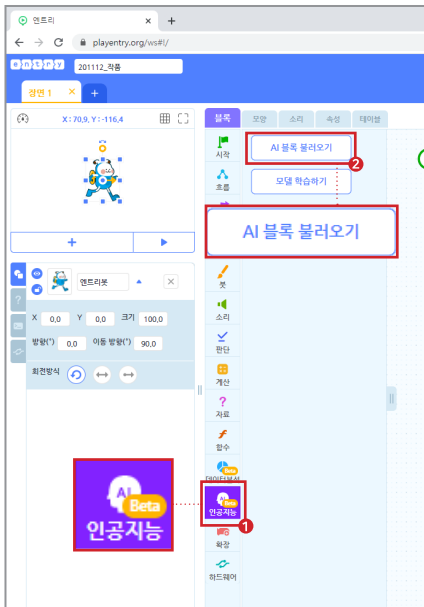 엔트리
playentry.org/ws#!/
entry
201112_작품
장면 1
X : 70.9, Y : -116.4
엔트리봇
X 0.0 Y 0.0 크기 100.0
방향(°) 0.0 이동 방향(°) 90.0
회전방식
블록 모양 소리 속성 테이블
AI 블록 불러오기
2
모델 학습하기
AI 블록 불러오기
시작
흐름
붓
소리
판단
계산
? 자료
함수
Beta
데이터분석
AI Beta
인공지능
1
확장
하드웨어
AI
Beta
인공지능